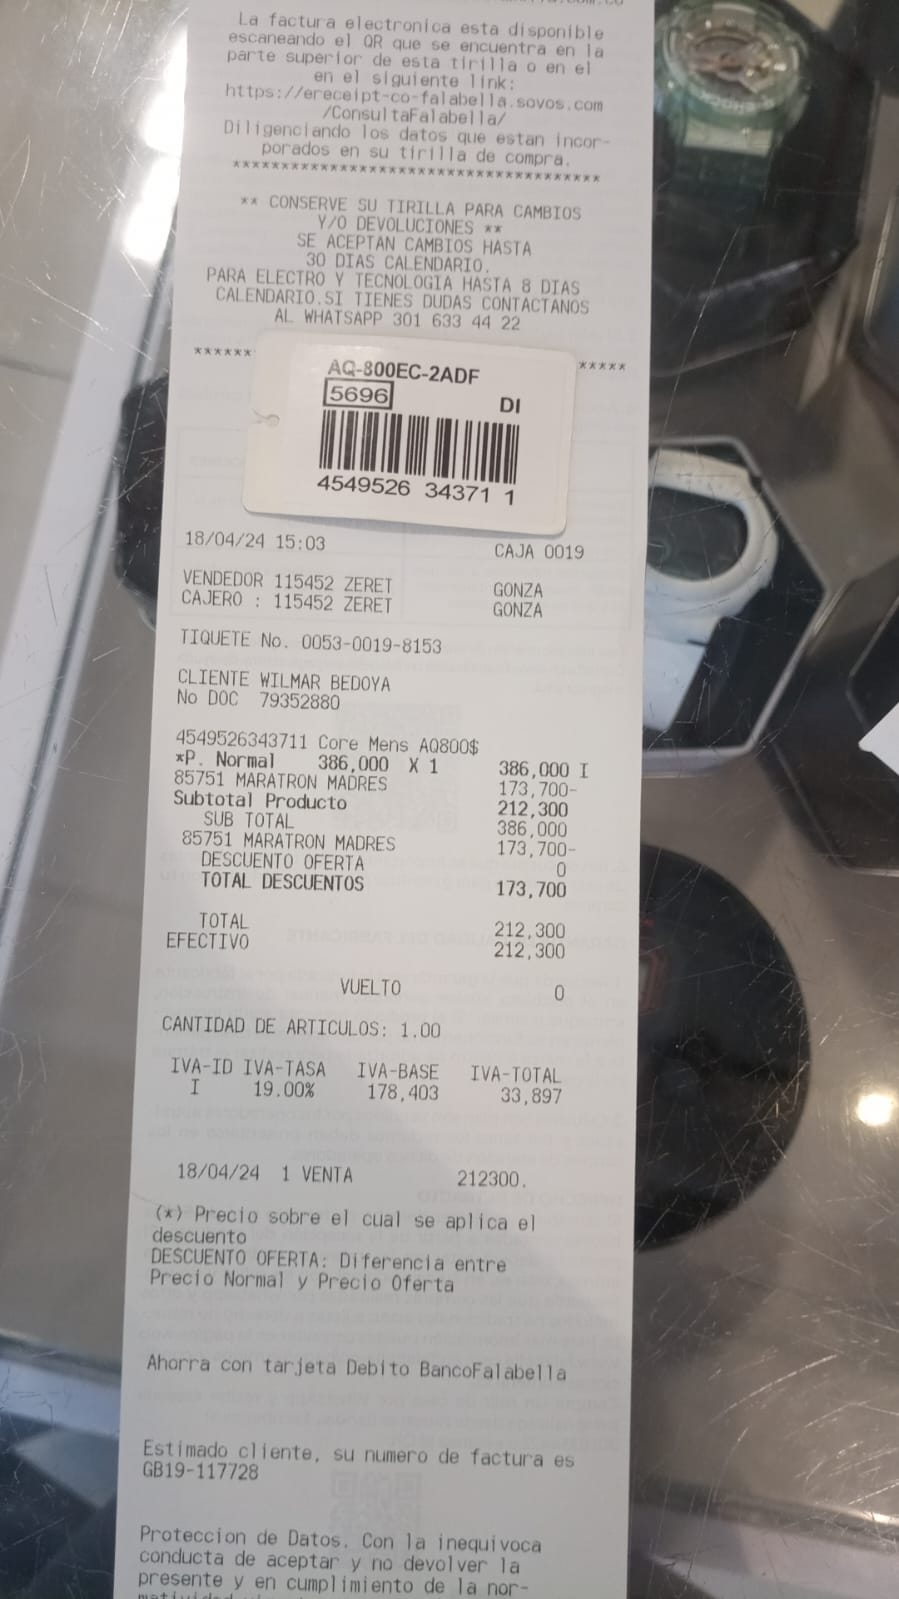 La factura electronica esta disponible
escaneando el QR que se encuentra en la
parte superior de esta tirilla o en el
en el siguiente link:
https://ereceipt-co-falabella.sovos.com
/ConsultaFalabella/
Diligenciando los datos que estan incor-
porados en su tirilla de compra.
**************************************
** CONSERVE SU TIRILLA PARA CAMBIOS
Y/O DEVOLUCIONES **
SE ACEPTAN CAMBIOS HASTA
30 DIAS CALENDARIO.
PARA ELECTRO Y TECNOLOGIA HASTA 8 DIAS
CALENDARIO.SI TIENES DUDAS CONTACTANOS
AL WHATSAPP 301 633 44 22
****** *****
AQ-800EC-2ADF
5696 DI
4549526 34371 1
18/04/24 15:03 CAJA 0019
VENDEDOR 115452 ZERET GONZA
CAJERO : 115452 ZERET GONZA
TIQUETE No. 0053-0019-8153
CLIENTE WILMAR BEDOYA
No DOC 79352880
4549526343711 Core Mens AQ800$
*P. Normal 386,000 X 1 386,000 I
85751 MARATRON MADRES 173,700-
Subtotal Producto 212,300
SUB TOTAL 386,000
85751 MARATRON MADRES 173,700-
DESCUENTO OFERTA 0
TOTAL DESCUENTOS 173,700
TOTAL 212,300
EFECTIVO 212,300
VUELTO 0
CANTIDAD DE ARTICULOS: 1.00
IVA-ID IVA-TASA IVA-BASE IVA-TOTAL
I 19.00% 178,403 33,897
18/04/24 1 VENTA 212300.
(*) Precio sobre el cual se aplica el
descuento
DESCUENTO OFERTA: Diferencia entre
Precio Normal y Precio Oferta
Ahorra con tarjeta Debito BancoFalabella
Estimado cliente, su numero de factura es
GB19-117728
Proteccion de Datos. Con la inequivoca
conducta de aceptar y no devolver la
presente y en cumplimiento de la nor-